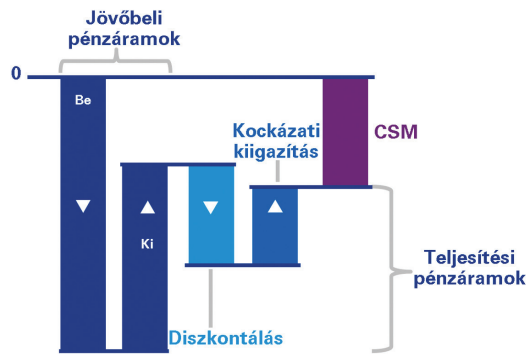 Jövőbeli
pénzáramok
0
Be
Kockázati
kiigazítás
CSM
Ki
Teljesítési
pénzáramok
Diszkontálás